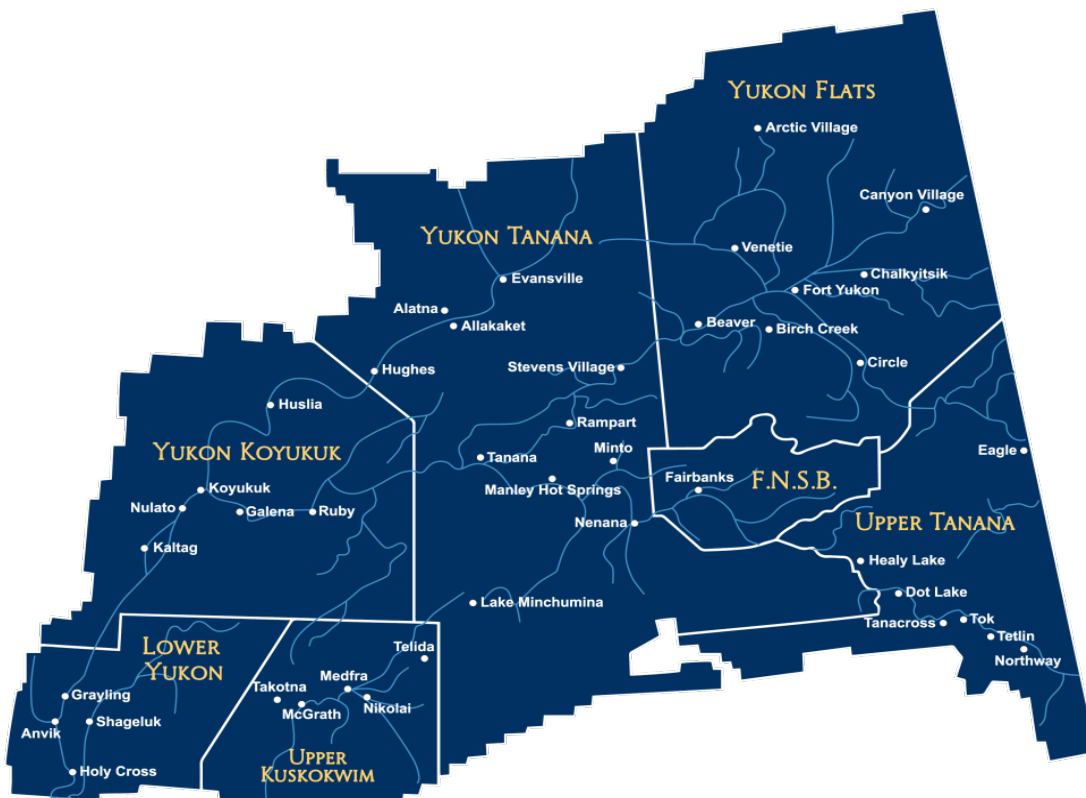 Yukon Flats
Arctic Village
Canyon Village
Yukon Tanana
Venetie
Evansville
Chalkyitsik
Fort Yukon
Alatna
Allakaket
Beaver
Birch Creek
Circle
Stevens Village
Hughes
Huslia
Rampart
Yukon Koyukuk
Minto
Eagle
Tanana
Fairbanks
F.N.S.B.
Koyukuk
Manley Hot Springs
Nulato
Galena
Ruby
Nenana
Upper Tanana
Kaltag
Healy Lake
Dot Lake
Lake Minchumina
Tanacross
Tok
Tetlin
Northway
Lower
Yukon
Telida
Medfra
Takotna
Grayling
McGrath
Nikolai
Anvik
Shageluk
Upper
Kuskokwim
Holy Cross